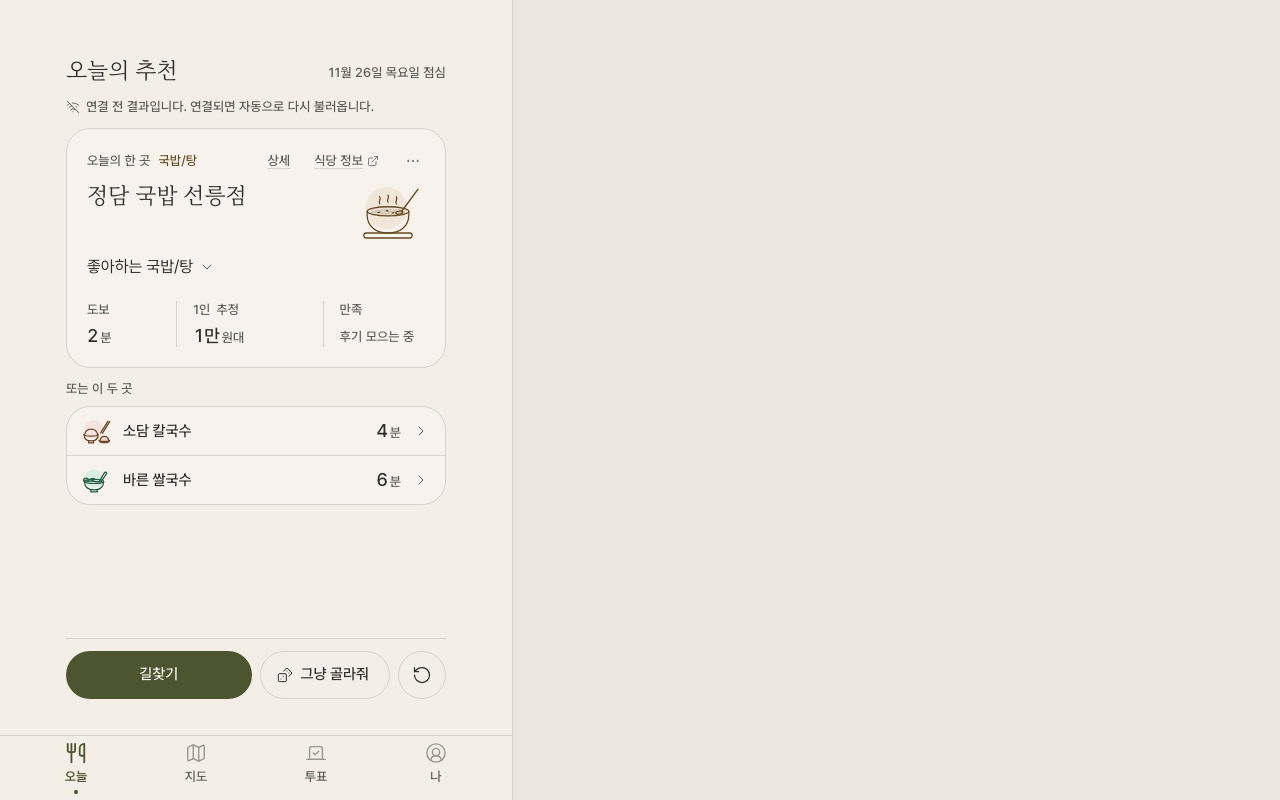 오늘의 추천
11월 26일 목요일 점심
연결 전 결과입니다. 연결되면 자동으로 다시 불러옵니다.
오늘의 한 곳 국밥/탕 상세 식당 정보
정담 국밥 선릉점
좋아하는 국밥/탕
도보 1인 추정 만족
2분 1만원대 후기 모으는 중
또는 이 두 곳
소담 칼국수 4분
바른 쌀국수 6분
길찾기 그냥 골라줘
오늘 지도 투표 나